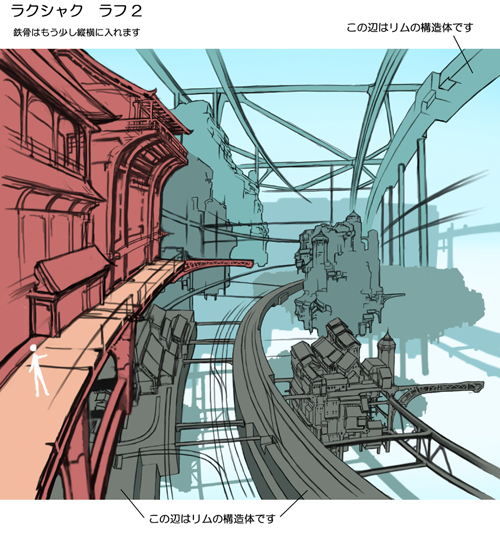 ラクシャク　ラフ２
鉄骨はもう少し縦横に入れます
この辺はリムの構造体です
この辺はリムの構造体です